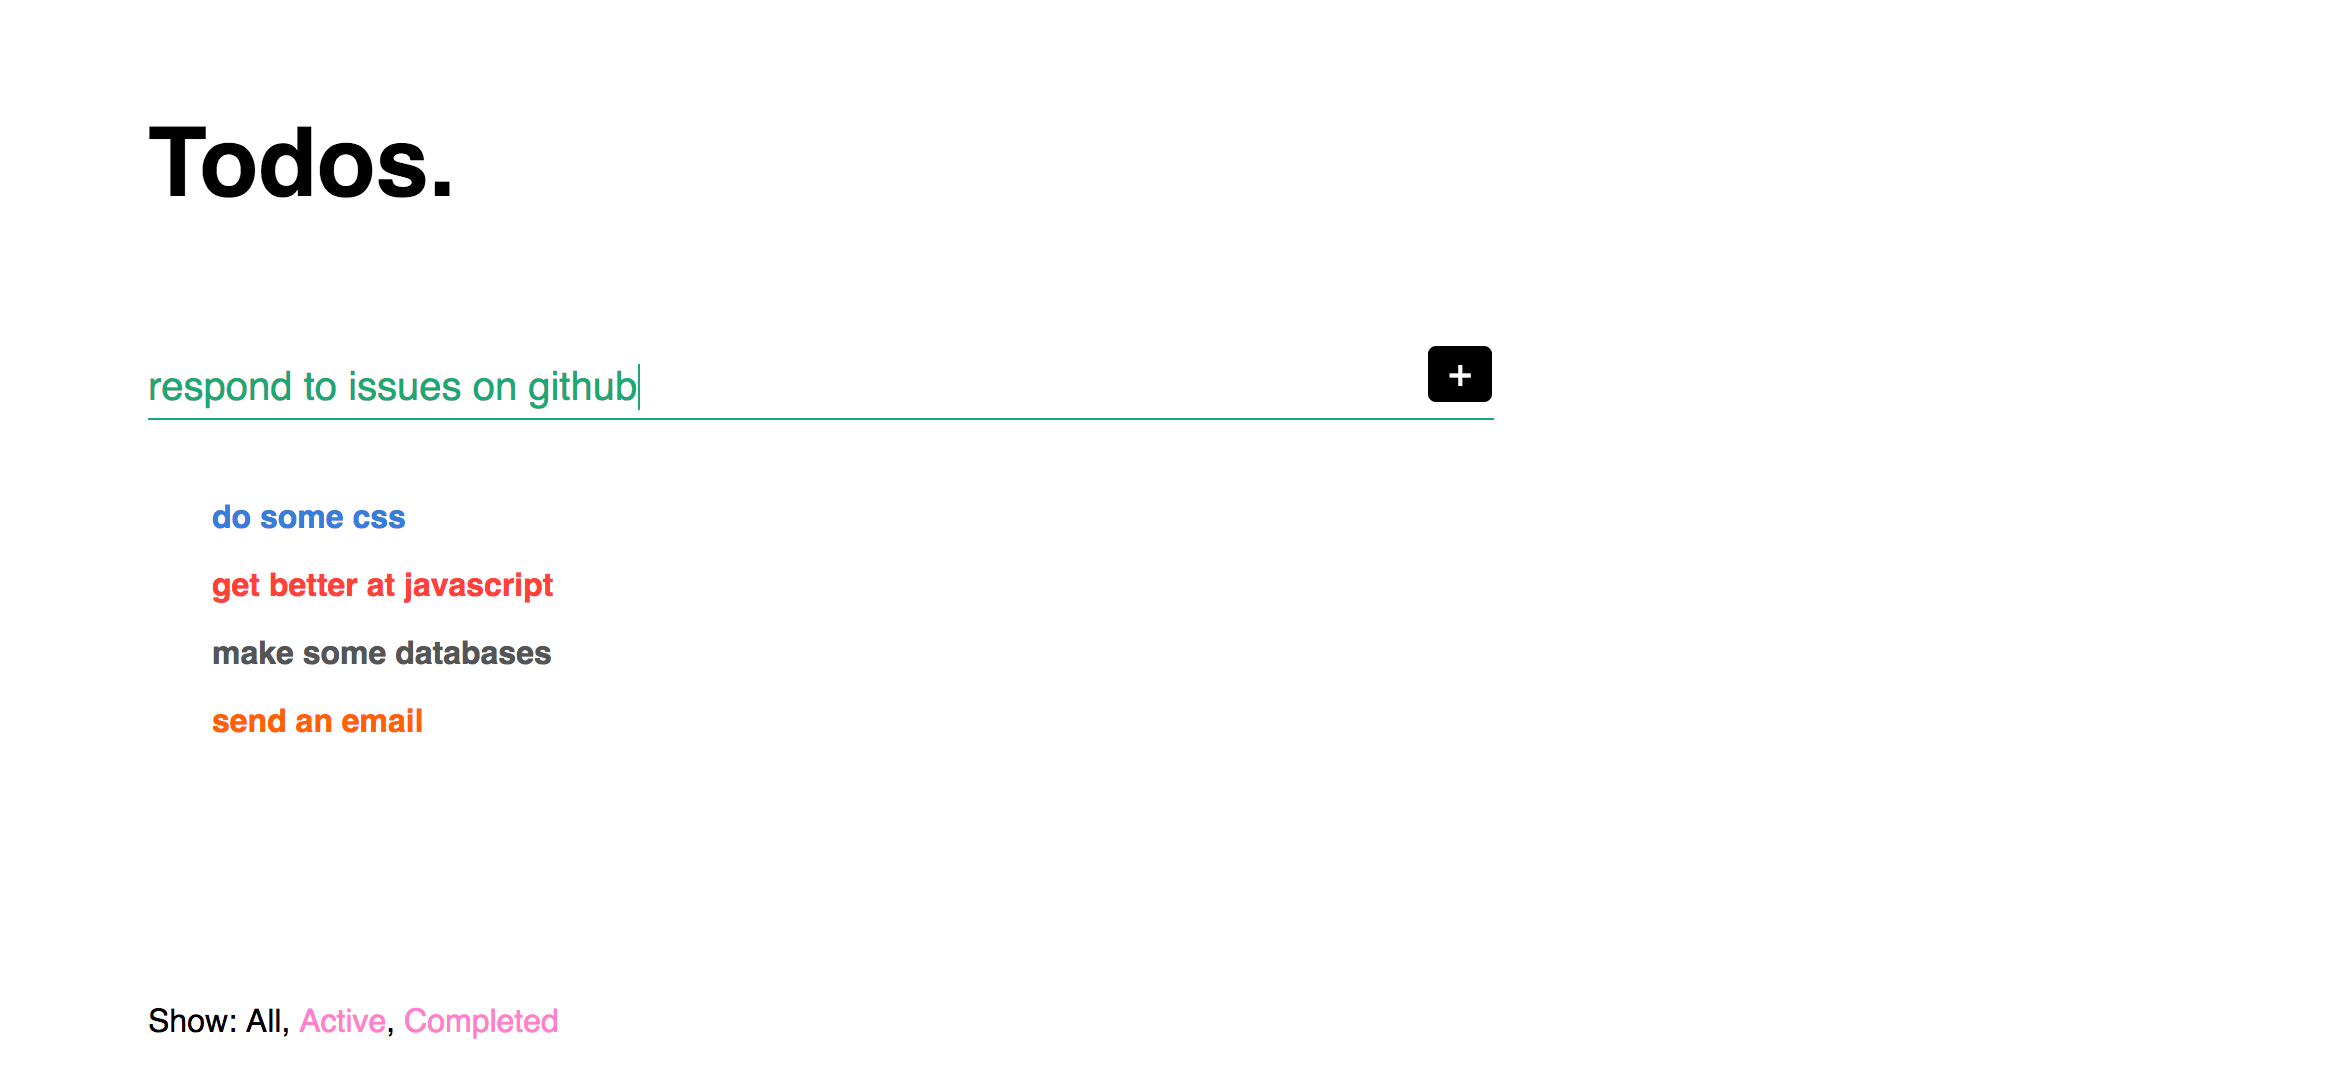 Todos.
respond to issues on github
+
do some css
get better at javascript
make some databases
send an email
Show: All, Active, Completed